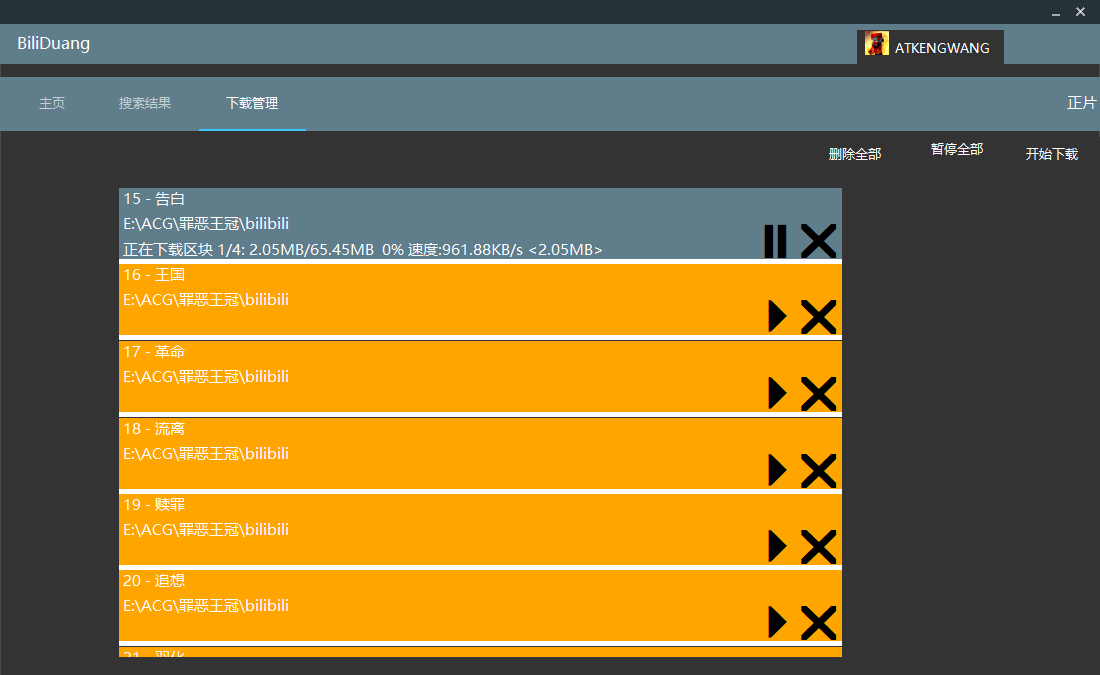 BiliDuang
ATKENGWANG
主页 搜索结果 下载管理 正片
删除全部 暂停全部 开始下载
15 - 告白
E:\ACG\罪恶王冠\bilibili
正在下载区块 1/4: 2.05MB/65.45MB 0% 速度:961.88KB/s <2.05MB>
16 - 王国
E:\ACG\罪恶王冠\bilibili
17 - 革命
E:\ACG\罪恶王冠\bilibili
18 - 流离
E:\ACG\罪恶王冠\bilibili
19 - 赎罪
E:\ACG\罪恶王冠\bilibili
20 - 追想
E:\ACG\罪恶王冠\bilibili
21 - 羽化